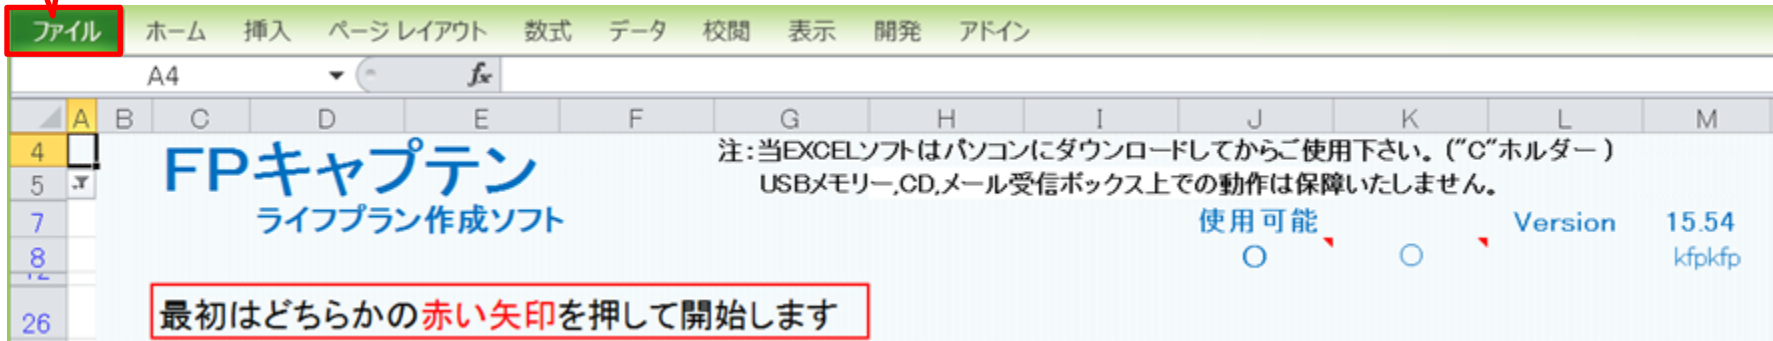 ファイル ホーム 挿入 ページ レイアウト 数式 データ 校閲 表示 開発 アドイン
A4 fx
A B C D E F G H I J K L M
4 FPキャプテン 注:当EXCELソフトはパソコンにダウンロードしてからご使用下さい。("C"ホルダー )
5 USBメモリー,CD,メール受信ボックス上での動作は保障いたしません。
7 ライフプラン作成ソフト 使用可能 Version 15.54
8 ○ ○ kfpkfp
12
26 最初はどちらかの赤い矢印を押して開始します